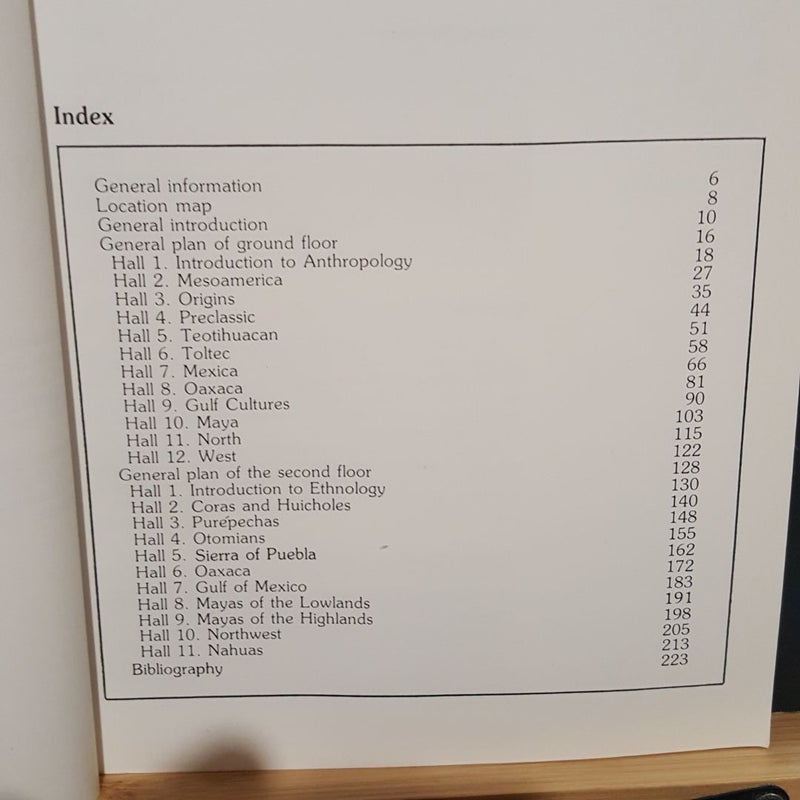 Index
General information 6
Location map 8
General introduction 10
General plan of ground floor 16
Hall 1. Introduction to Anthropology 18
Hall 2. Mesoamerica 27
Hall 3. Origins 35
Hall 4. Preclassic 44
Hall 5. Teotihuacan 51
Hall 6. Toltec 58
Hall 7. Mexica 66
Hall 8. Oaxaca 81
Hall 9. Gulf Cultures 90
Hall 10. Maya 103
Hall 11. North 115
Hall 12. West 122
General plan of the second floor 128
Hall 1. Introduction to Ethnology 130
Hall 2. Coras and Huicholes 140
Hall 3. Purépechas 148
Hall 4. Otomians 155
Hall 5. Sierra of Puebla 162
Hall 6. Oaxaca 172
Hall 7. Gulf of Mexico 183
Hall 8. Mayas of the Lowlands 191
Hall 9. Mayas of the Highlands 198
Hall 10. Northwest 205
Hall 11. Nahuas 213
Bibliography 223